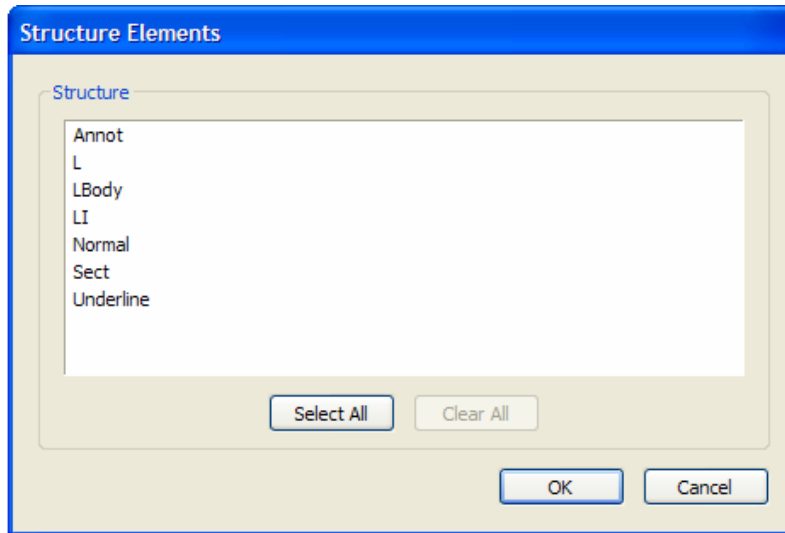 Structure Elements
Structure
Annot
L
LBody
LI
Normal
Sect
Underline
Select All Clear All
OK Cancel